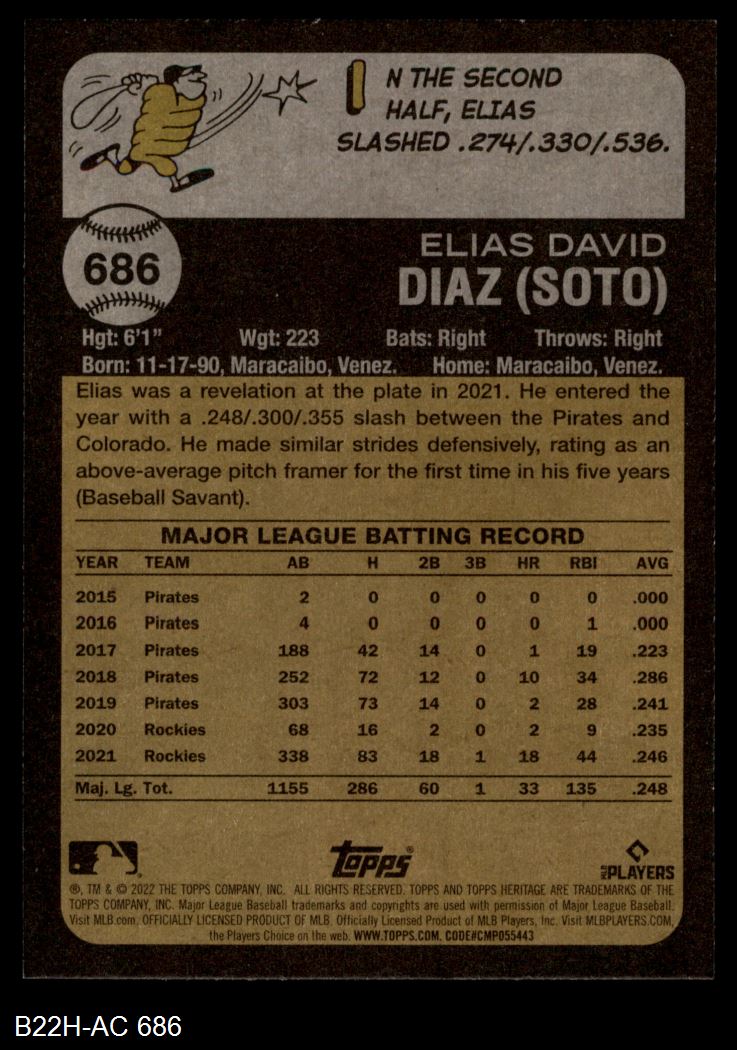 IN THE SECOND
HALF, ELIAS
SLASHED .274/.330/.536.
686
ELIAS DAVID
DIAZ (SOTO)
Hgt: 6'1" Wgt: 223 Bats: Right Throws: Right
Born: 11-17-90, Maracaibo, Venez. Home: Maracaibo, Venez.
Elias was a revelation at the plate in 2021. He entered the
year with a .248/.300/.355 slash between the Pirates and
Colorado. He made similar strides defensively, rating as an
above-average pitch framer for the first time in his five years
(Baseball Savant).
MAJOR LEAGUE BATTING RECORD
YEAR TEAM AB H 2B 3B HR RBI AVG
2015 Pirates 2 0 0 0 0 0 .000
2016 Pirates 4 0 0 0 0 1 .000
2017 Pirates 188 42 14 0 1 19 .223
2018 Pirates 252 72 12 0 10 34 .286
2019 Pirates 303 73 14 0 2 28 .241
2020 Rockies 68 16 2 0 2 9 .235
2021 Rockies 338 83 18 1 18 44 .246
Maj. Lg. Tot. 1155 286 60 1 33 135 .248
Topps® MLB PLAYERS
®, TM & © 2022 THE TOPPS COMPANY, INC. ALL RIGHTS RESERVED. TOPPS AND TOPPS HERITAGE ARE TRADEMARKS OF THE
TOPPS COMPANY, INC. Major League Baseball trademarks and copyrights are used with permission of Major League Baseball.
Visit MLB.com. OFFICIALLY LICENSED PRODUCT OF MLB. Officially Licensed Product of MLB Players, Inc. Visit MLBPLAYERS.COM,
the Players Choice on the web. WWW.TOPPS.COM. CODE#CMP055443
B22H-AC 686